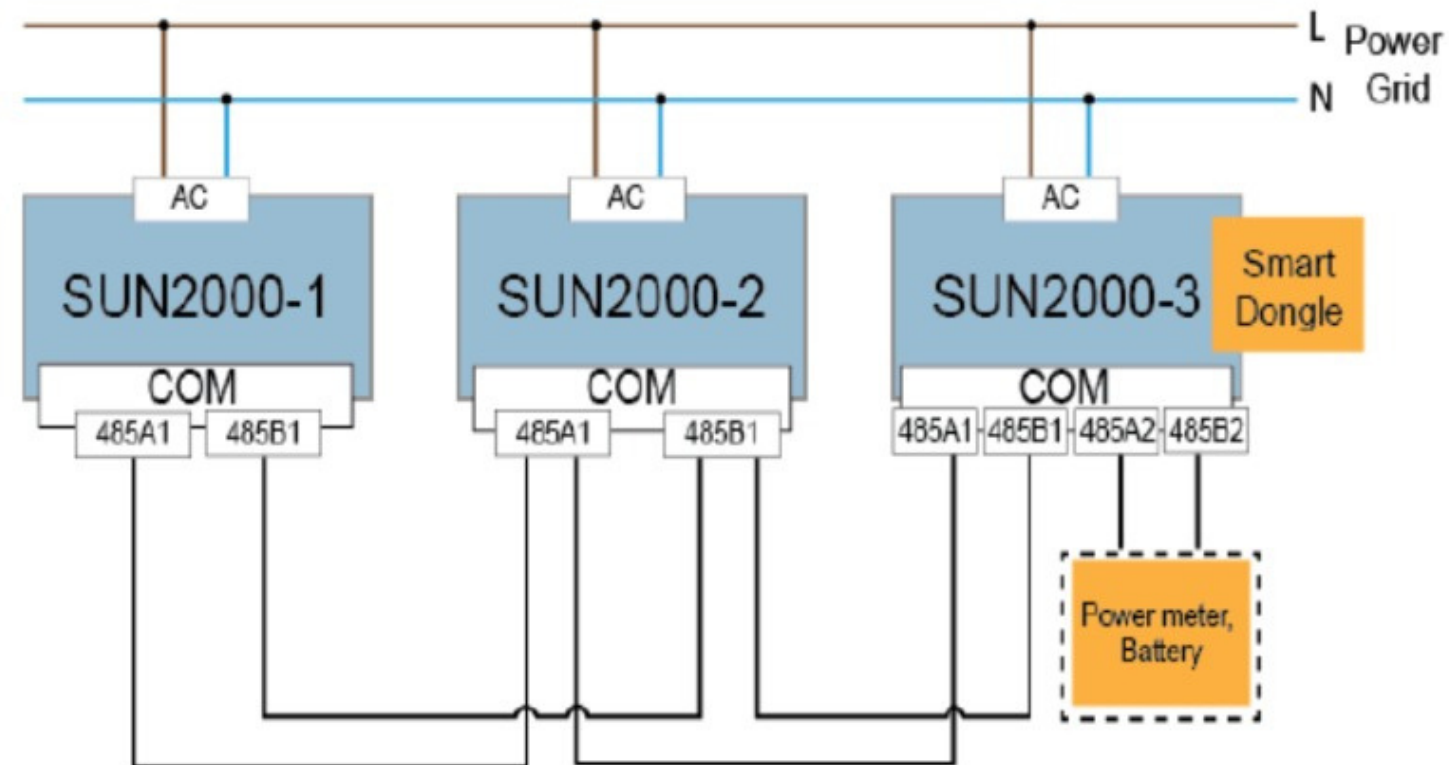 L Power
N Grid
AC
AC
AC
SUN2000-1
SUN2000-2
SUN2000-3
Smart
Dongle
COM
COM
COM
485A1
485B1
485A1
485B1
485A1
485B1
485A2
485B2
Power meter,
Battery